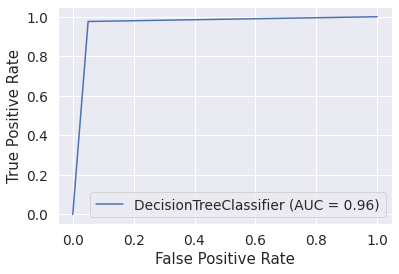 1.0
0.8
0.6
0.4
0.2
0.0
True Positive Rate
DecisionTreeClassifier (AUC = 0.96)
0.0 0.2 0.4 0.6 0.8 1.0
False Positive Rate